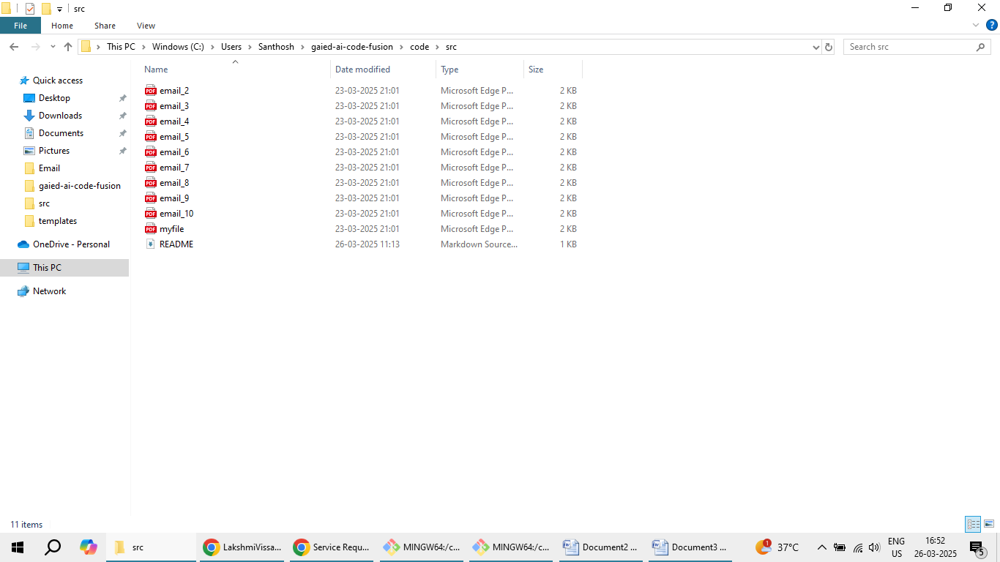 src
File Home Share View
This PC Windows (C:) Users Santhosh gaied-ai-code-fusion code src
Search src
Name Date modified Type Size
Quick access
Desktop
Downloads
Documents
Pictures
Email
gaied-ai-code-fusion
src
templates
OneDrive - Personal
This PC
Network
email_2 23-03-2025 21:01 Microsoft Edge P... 2 KB
email_3 23-03-2025 21:01 Microsoft Edge P... 2 KB
email_4 23-03-2025 21:01 Microsoft Edge P... 2 KB
email_5 23-03-2025 21:01 Microsoft Edge P... 2 KB
email_6 23-03-2025 21:01 Microsoft Edge P... 2 KB
email_7 23-03-2025 21:01 Microsoft Edge P... 2 KB
email_8 23-03-2025 21:01 Microsoft Edge P... 2 KB
email_9 23-03-2025 21:01 Microsoft Edge P... 2 KB
email_10 23-03-2025 21:01 Microsoft Edge P... 2 KB
myfile 23-03-2025 21:01 Microsoft Edge P... 2 KB
README 26-03-2025 11:13 Markdown Source... 1 KB
11 items
src LakshmiVissa... Service Requ... MINGW64:/c... MINGW64:/c... Document2 ... Document3 ... 1 37°C ENG US 16:52 26-03-2025 5